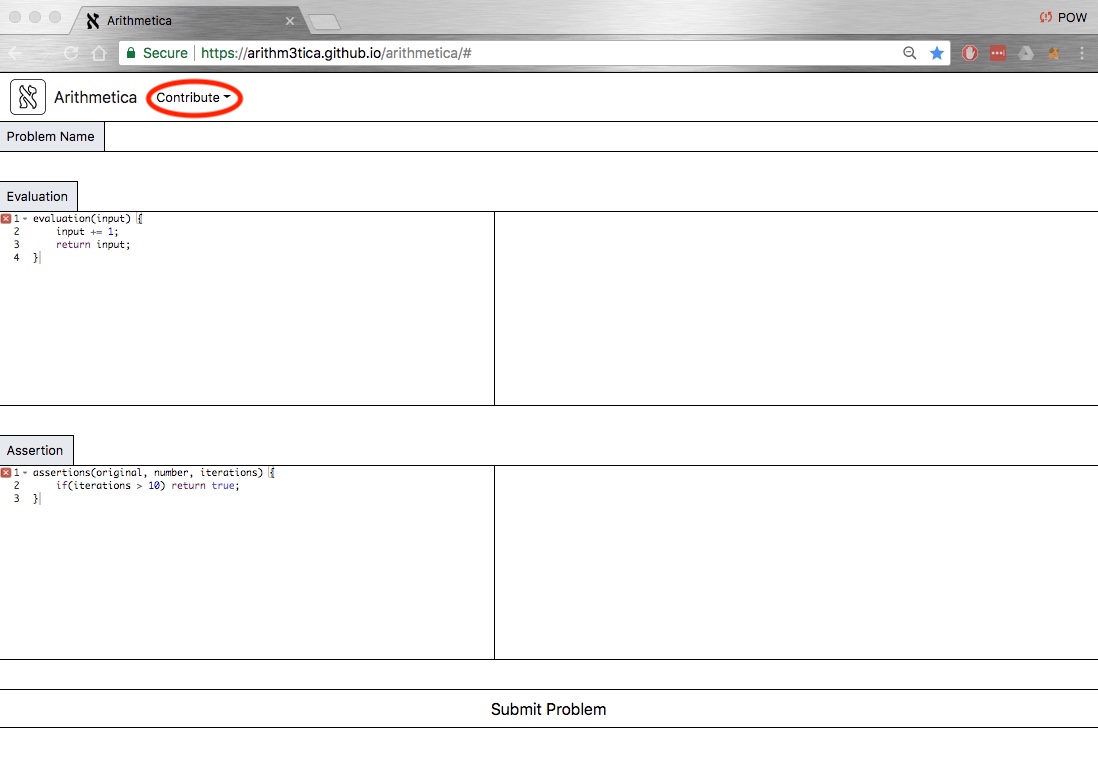 Arithmetica
POW
Secure https://arithm3tica.github.io/arithmetica/#
Arithmetica Contribute
Problem Name
Evaluation
1 evaluation(input) {
2 input += 1;
3 return input;
4 }
Assertion
1 assertions(original, number, iterations) {
2 if(iterations > 10) return true;
3 }
Submit Problem